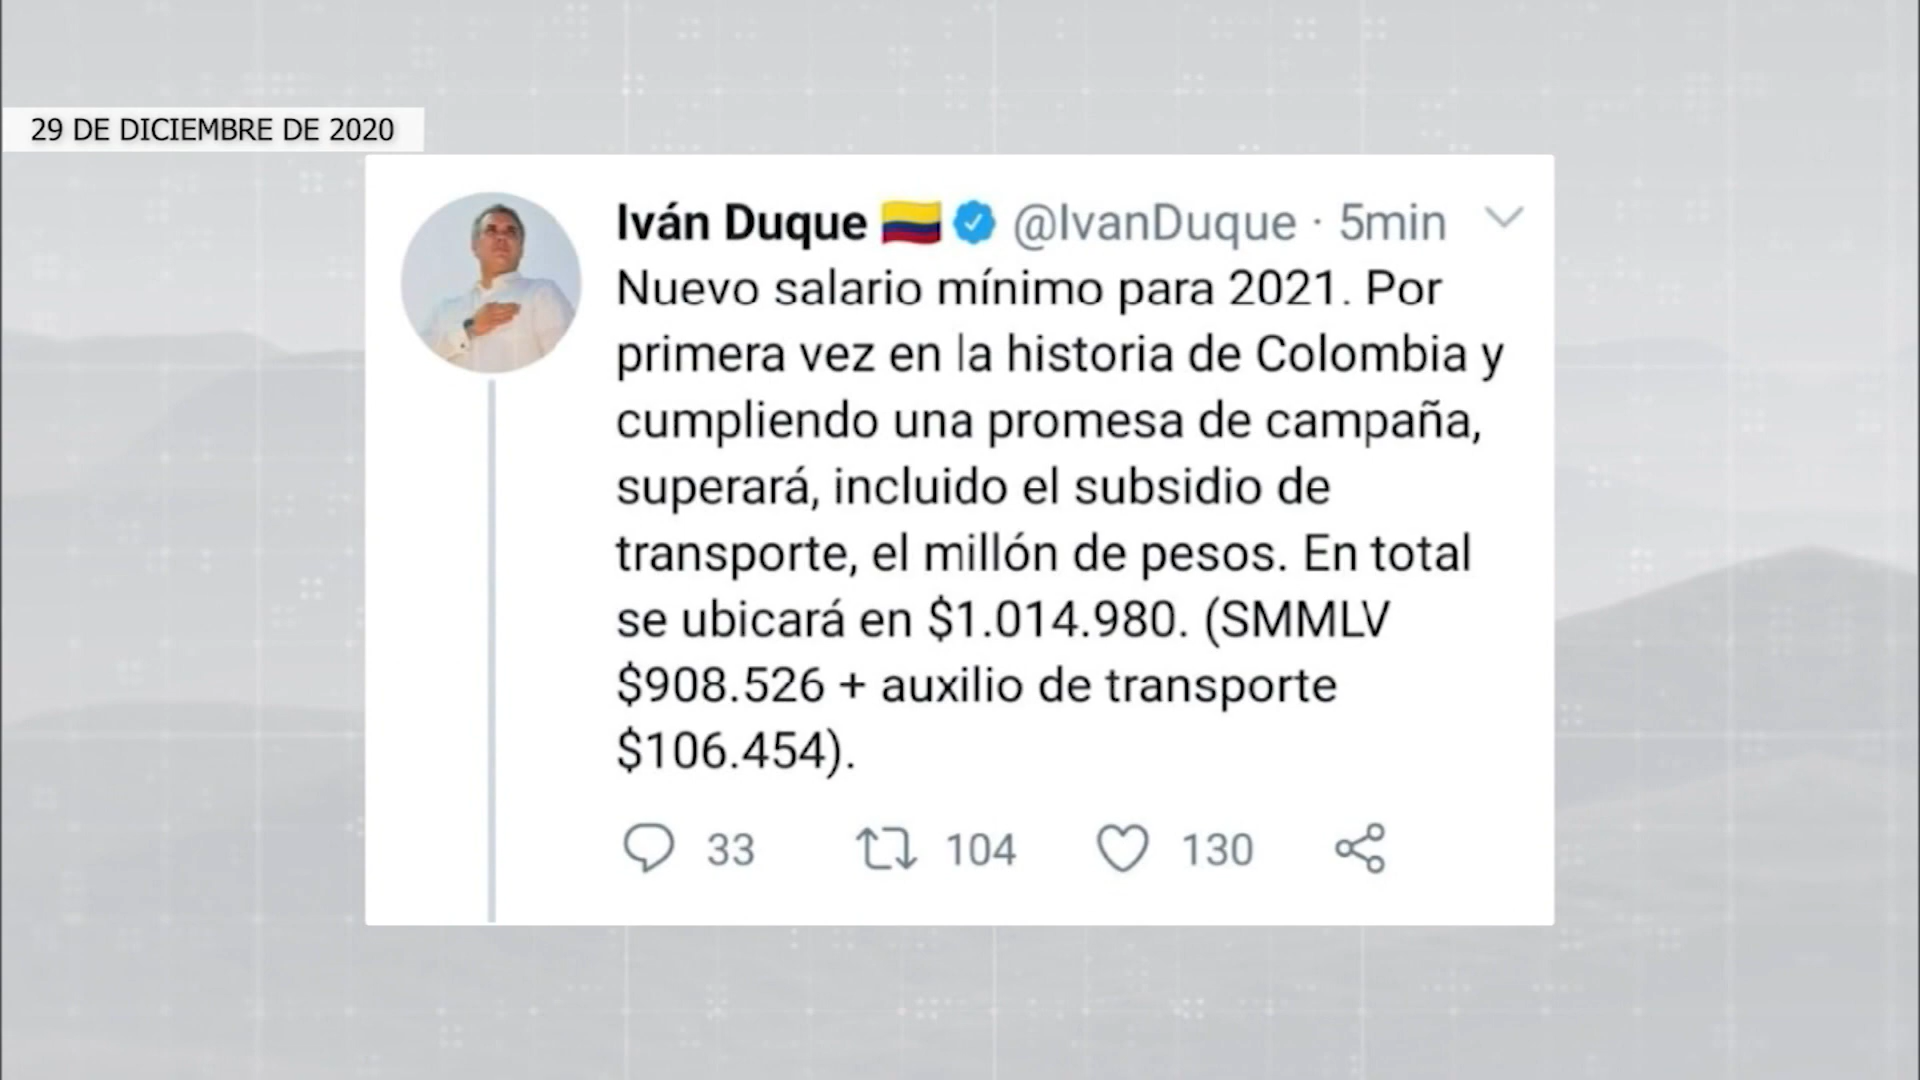 29 DE DICIEMBRE DE 2020
Iván Duque 🇨🇴 @IvanDuque · 5min
Nuevo salario mínimo para 2021. Por
primera vez en la historia de Colombia y
cumpliendo una promesa de campaña,
superará, incluido el subsidio de
transporte, el millón de pesos. En total
se ubicará en $1.014.980. (SMMLV
$908.526 + auxilio de transporte
$106.454).
33 104 130